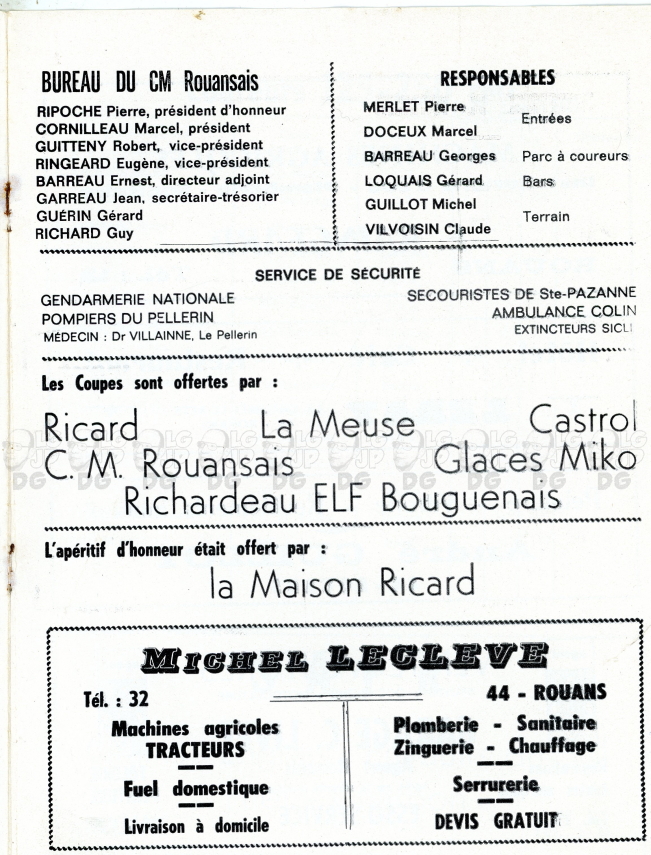 BUREAU DU CM Rouansais
RIPOCHE Pierre, président d'honneur
CORNILLEAU Marcel, président
GUITTENY Robert, vice-président
RINGEARD Eugène, vice-président
BARREAU Ernest, directeur adjoint
GARREAU Jean, secrétaire-trésorier
GUÉRIN Gérard
RICHARD Guy
RESPONSABLES
MERLET Pierre
DOCEUX Marcel
Entrées
BARREAU Georges Parc à coureurs
LOQUAIS Gérard Bars
GUILLOT Michel
VILVOISIN Claude
Terrain
SERVICE DE SÉCURITÉ
GENDARMERIE NATIONALE
POMPIERS DU PELLERIN
MÉDECIN : Dr VILLAINNE, Le Pellerin
SECOURISTES DE Ste-PAZANNE
AMBULANCE COLIN
EXTINCTEURS SICLI
Les Coupes sont offertes par :
Ricard La Meuse Castrol
C. M. Rouansais Glaces Miko
Richardeau ELF Bouguenais
L'apéritif d'honneur était offert par :
la Maison Ricard
MICHEL LECLEVE
Tél. : 32
44 - ROUANS
Machines agricoles
TRACTEURS
Fuel domestique
Livraison à domicile
Plomberie - Sanitaire
Zinguerie - Chauffage
Serrurerie
DEVIS GRATUIT